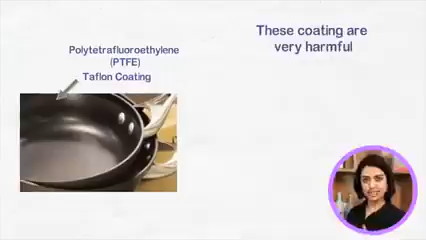 These coating are
very harmful
Polytetrafluoroethylene
(PTFE)
Taflon Coating